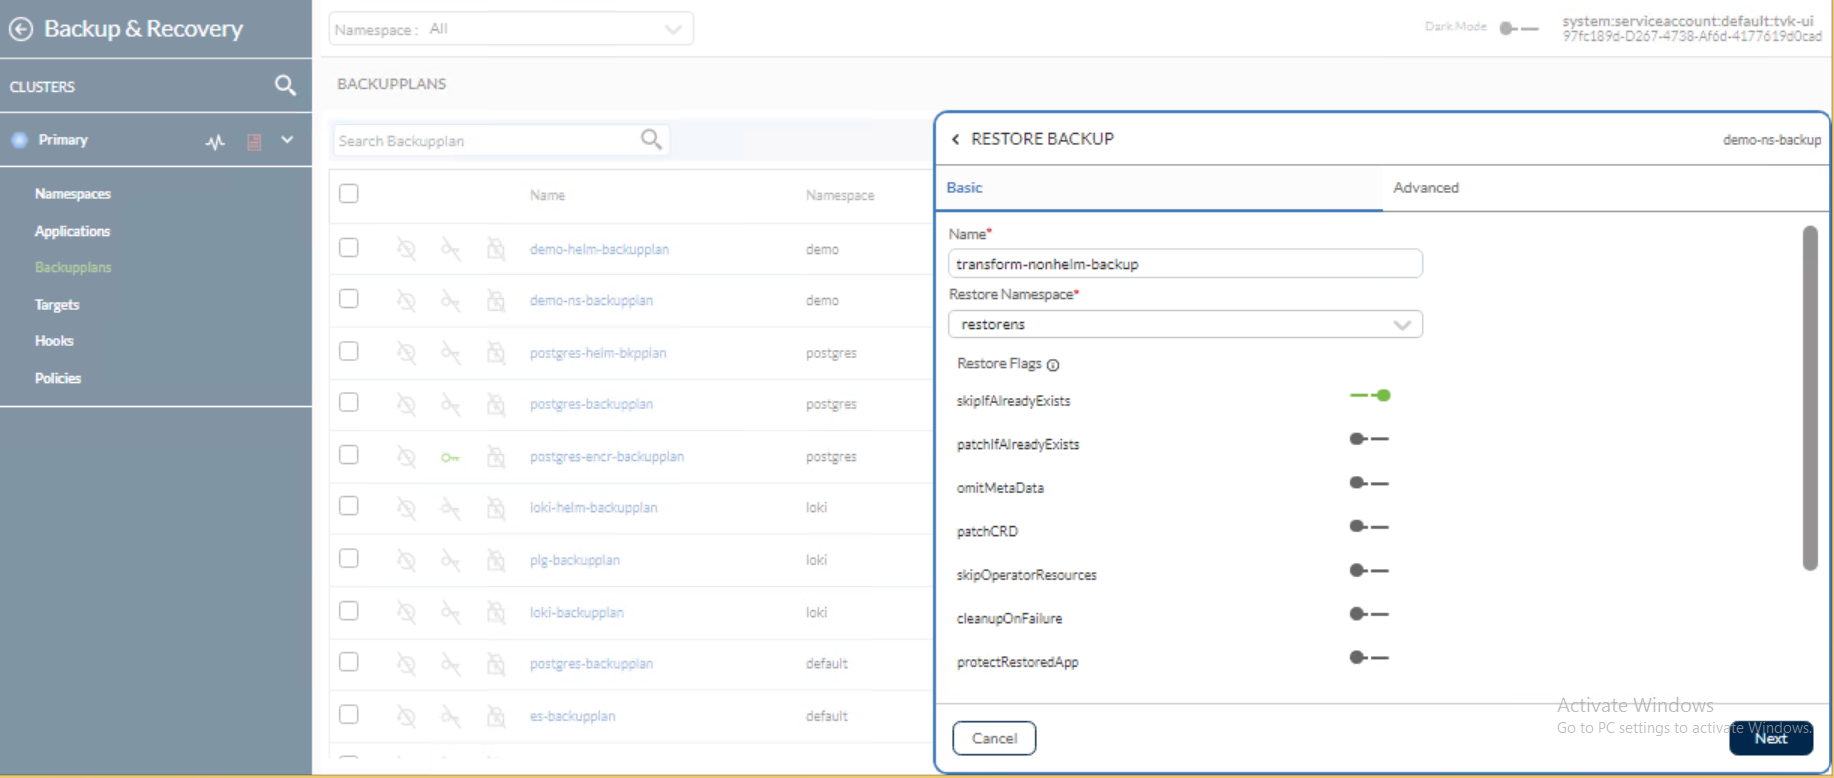 Backup & Recovery
CLUSTERS
Primary
Namespaces
Applications
Backupplans
Targets
Hooks
Policies
Namespace : All
Dark Mode
system:serviceaccount:default:tvk-ui
97fc189d-D267-4738-Af6d-4177619d0cad
BACKUPPLANS
Search Backupplan
Name Namespace
demo-helm-backupplan demo
demo-ns-backupplan demo
postgres-helm-bkpplan postgres
postgres-backupplan postgres
postgres-encr-backupplan postgres
loki-helm-backupplan loki
plg-backupplan loki
loki-backupplan loki
postgres-backupplan default
es-backupplan default
RESTORE BACKUP demo-ns-backup
Basic Advanced
Name*
transform-nonhelm-backup
Restore Namespace*
restorens
Restore Flags
skipIfAlreadyExists
patchIfAlreadyExists
omitMetaData
patchCRD
skipOperatorResources
cleanupOnFailure
protectRestoredApp
Activate Windows
Go to PC settings to activate Windows.
Cancel Next